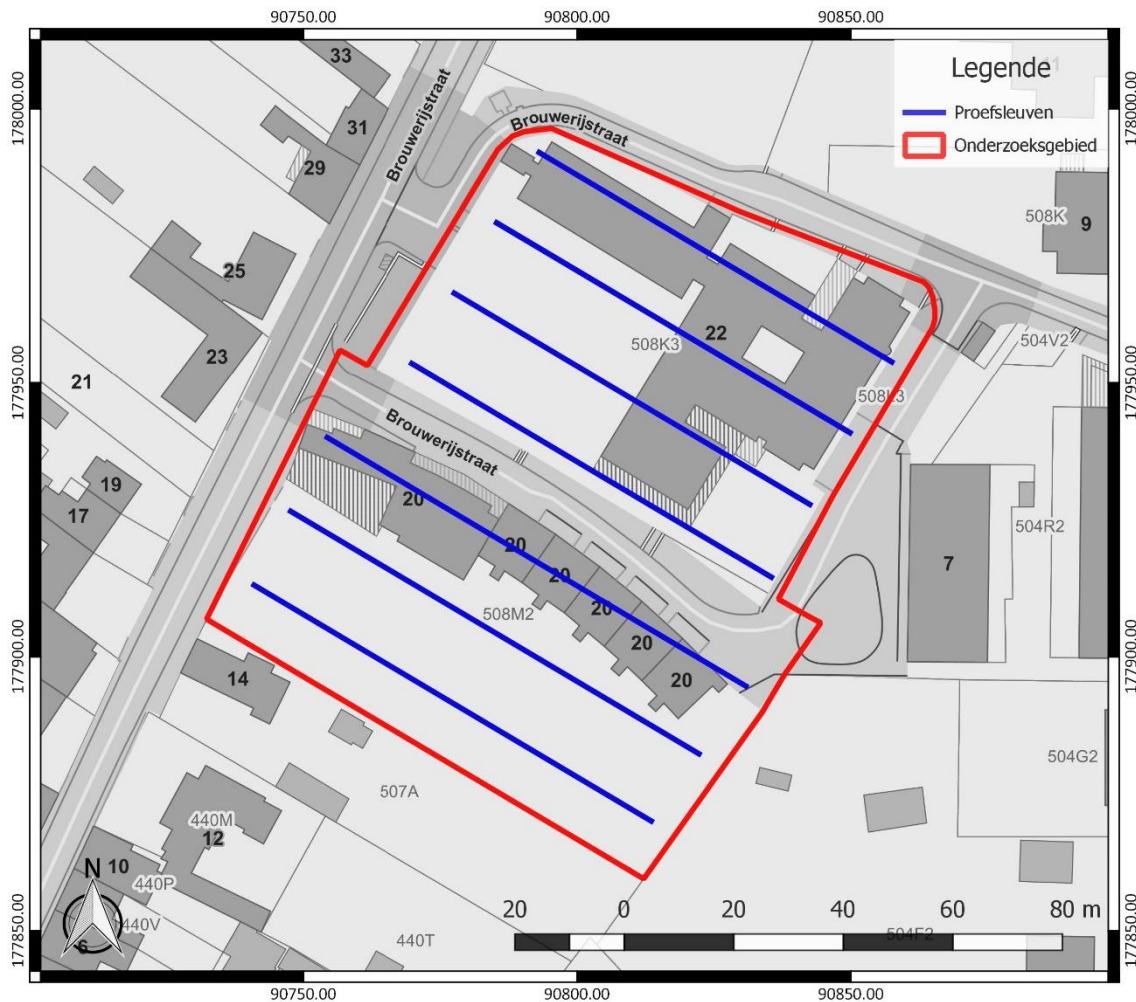 90750.00
90800.00
90850.00
178000.00
177950.00
177900.00
177850.00
178000.00
177950.00
177900.00
177850.00
Legende
Proefsleuven
Onderzoeksgebied
11
33
31
29
25
23
21
19
17
Brouwerijstraat
Brouwerijstraat
508K
9
22
508K3
508L3
504V2
Brouwerijstraat
20
20
20
20
20
20
508M2
7
504R2
14
507A
504G2
440M
12
10
440P
440V
6
440T
504F2
N
20 0 20 40 60 80 m
90750.00
90800.00
90850.00